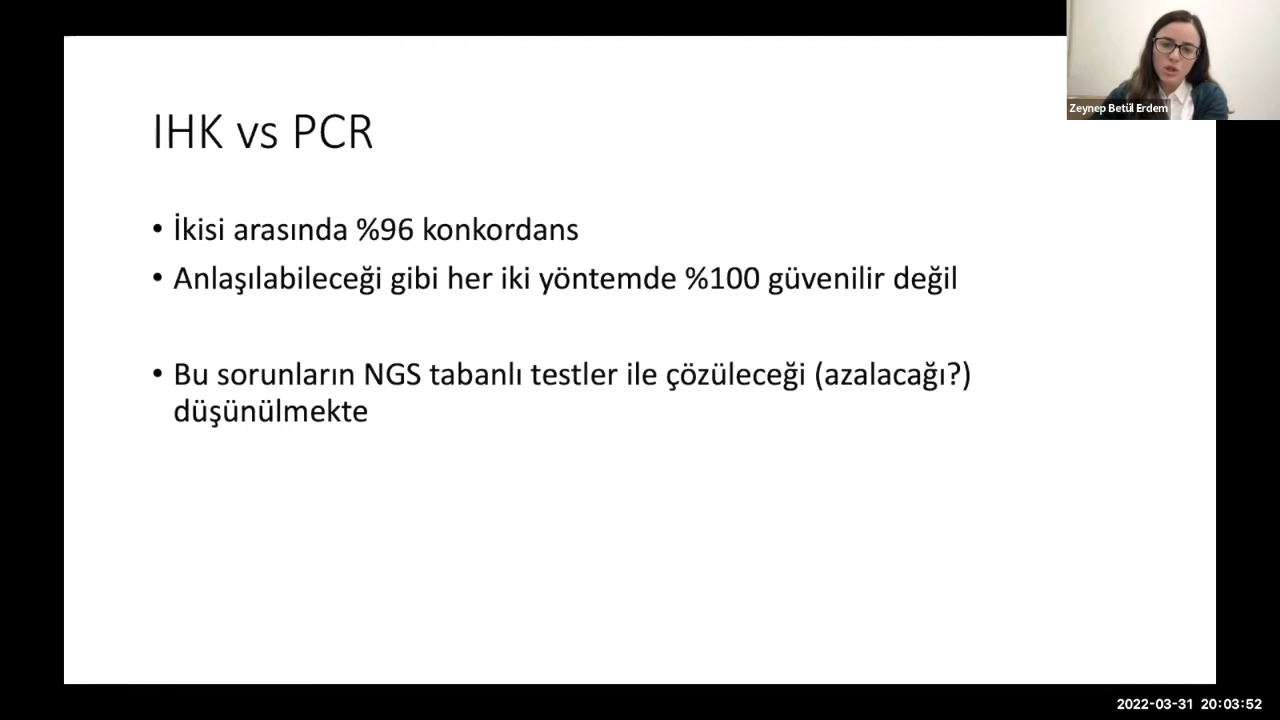 IHK vs PCR
• İkisi arasında %96 konkordans
• Anlaşılabileceği gibi her iki yöntemde %100 güvenilir değil
• Bu sorunların NGS tabanlı testler ile çözüleceği (azalacağı?)
düşünülmekte
Zeynep Betül Erdem
2022-03-31 20:03:52